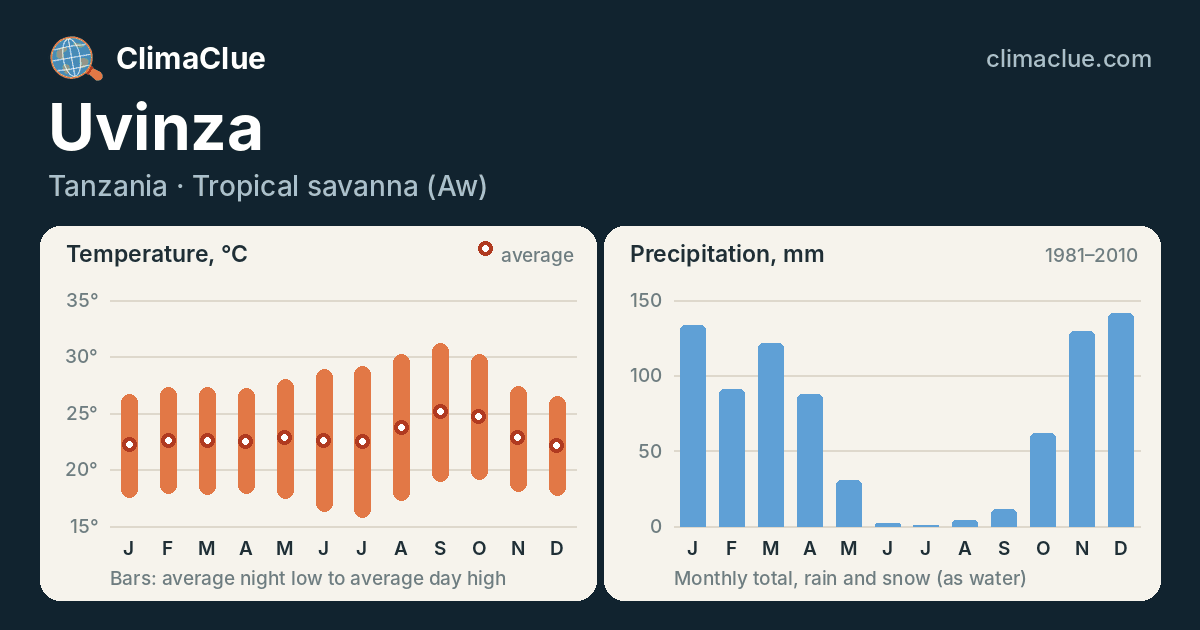 ClimaClue
climaclue.com
Uvinza
Tanzania · Tropical savanna (Aw)
Temperature, °C
average
35°
30°
25°
20°
15°
J F M A M J J A S O N D
Bars: average night low to average day high
Precipitation, mm
1981–2010
150
100
50
0
J F M A M J J A S O N D
Monthly total, rain and snow (as water)